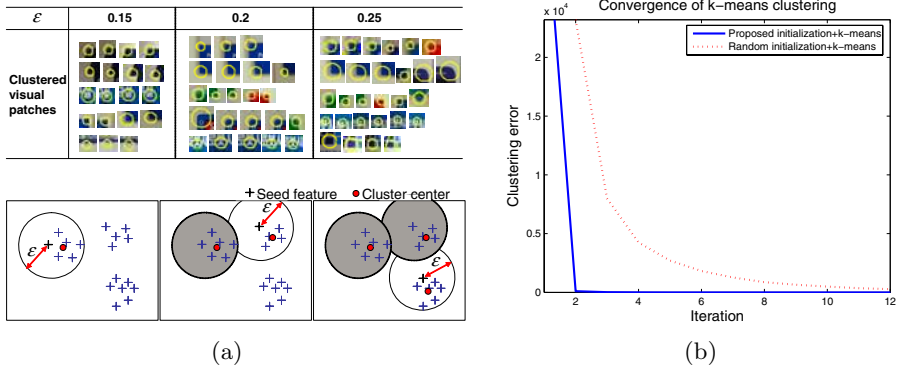 ε 0.15 0.2 0.25
Clustered
visual
patches
+ Seed feature ● Cluster center
ε
ε
ε
(a)
Convergence of k−means clustering
x 10⁴
Proposed initialization+k−means
Random initialization+k−means
Clustering error
2
1.5
1
0.5
0
2 4 6 8 10 12
Iteration
(b)